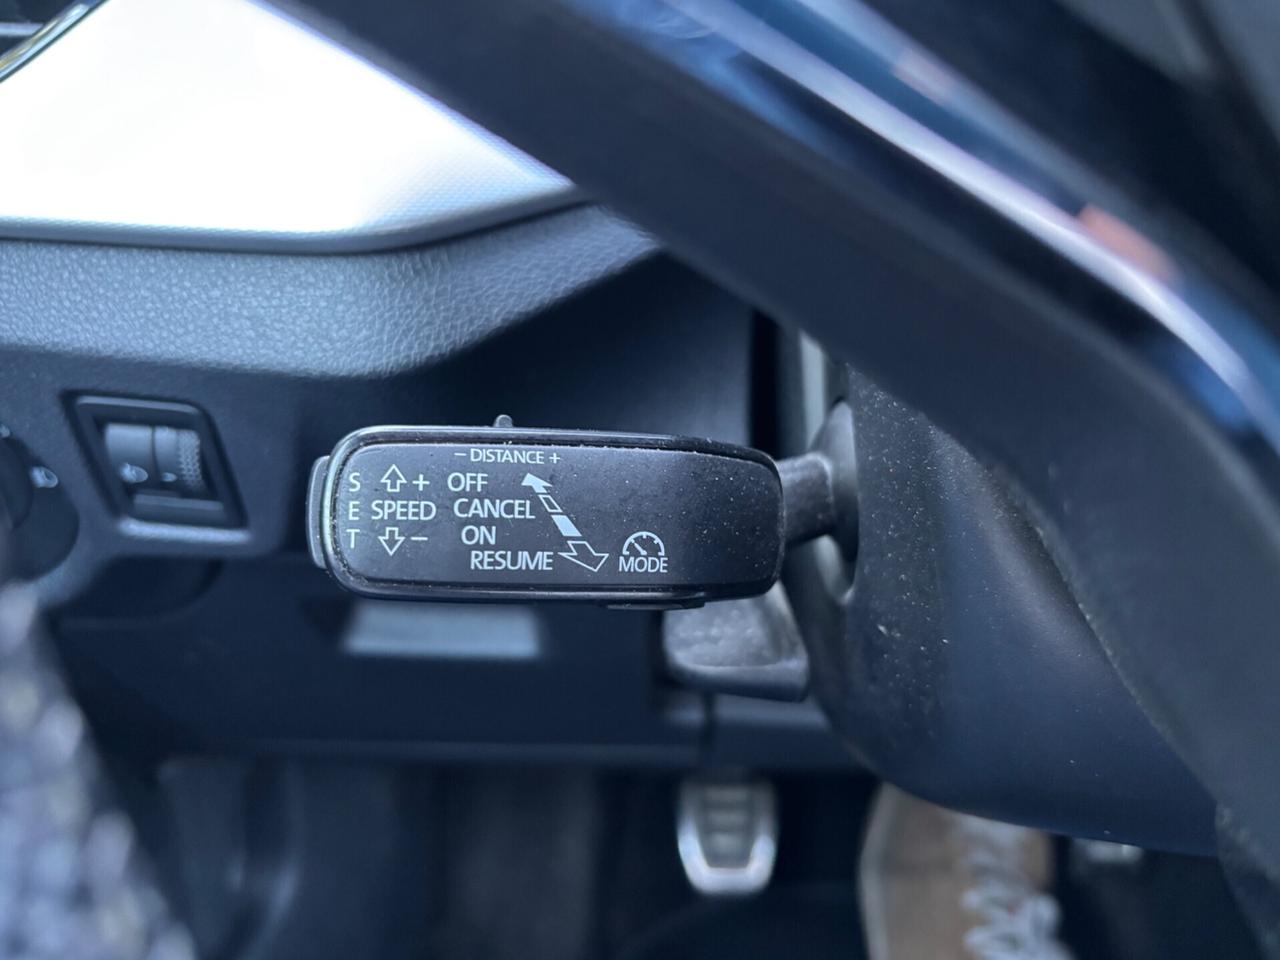 – DISTANCE +
S + OFF
E SPEED CANCEL
T – ON
RESUME MODE